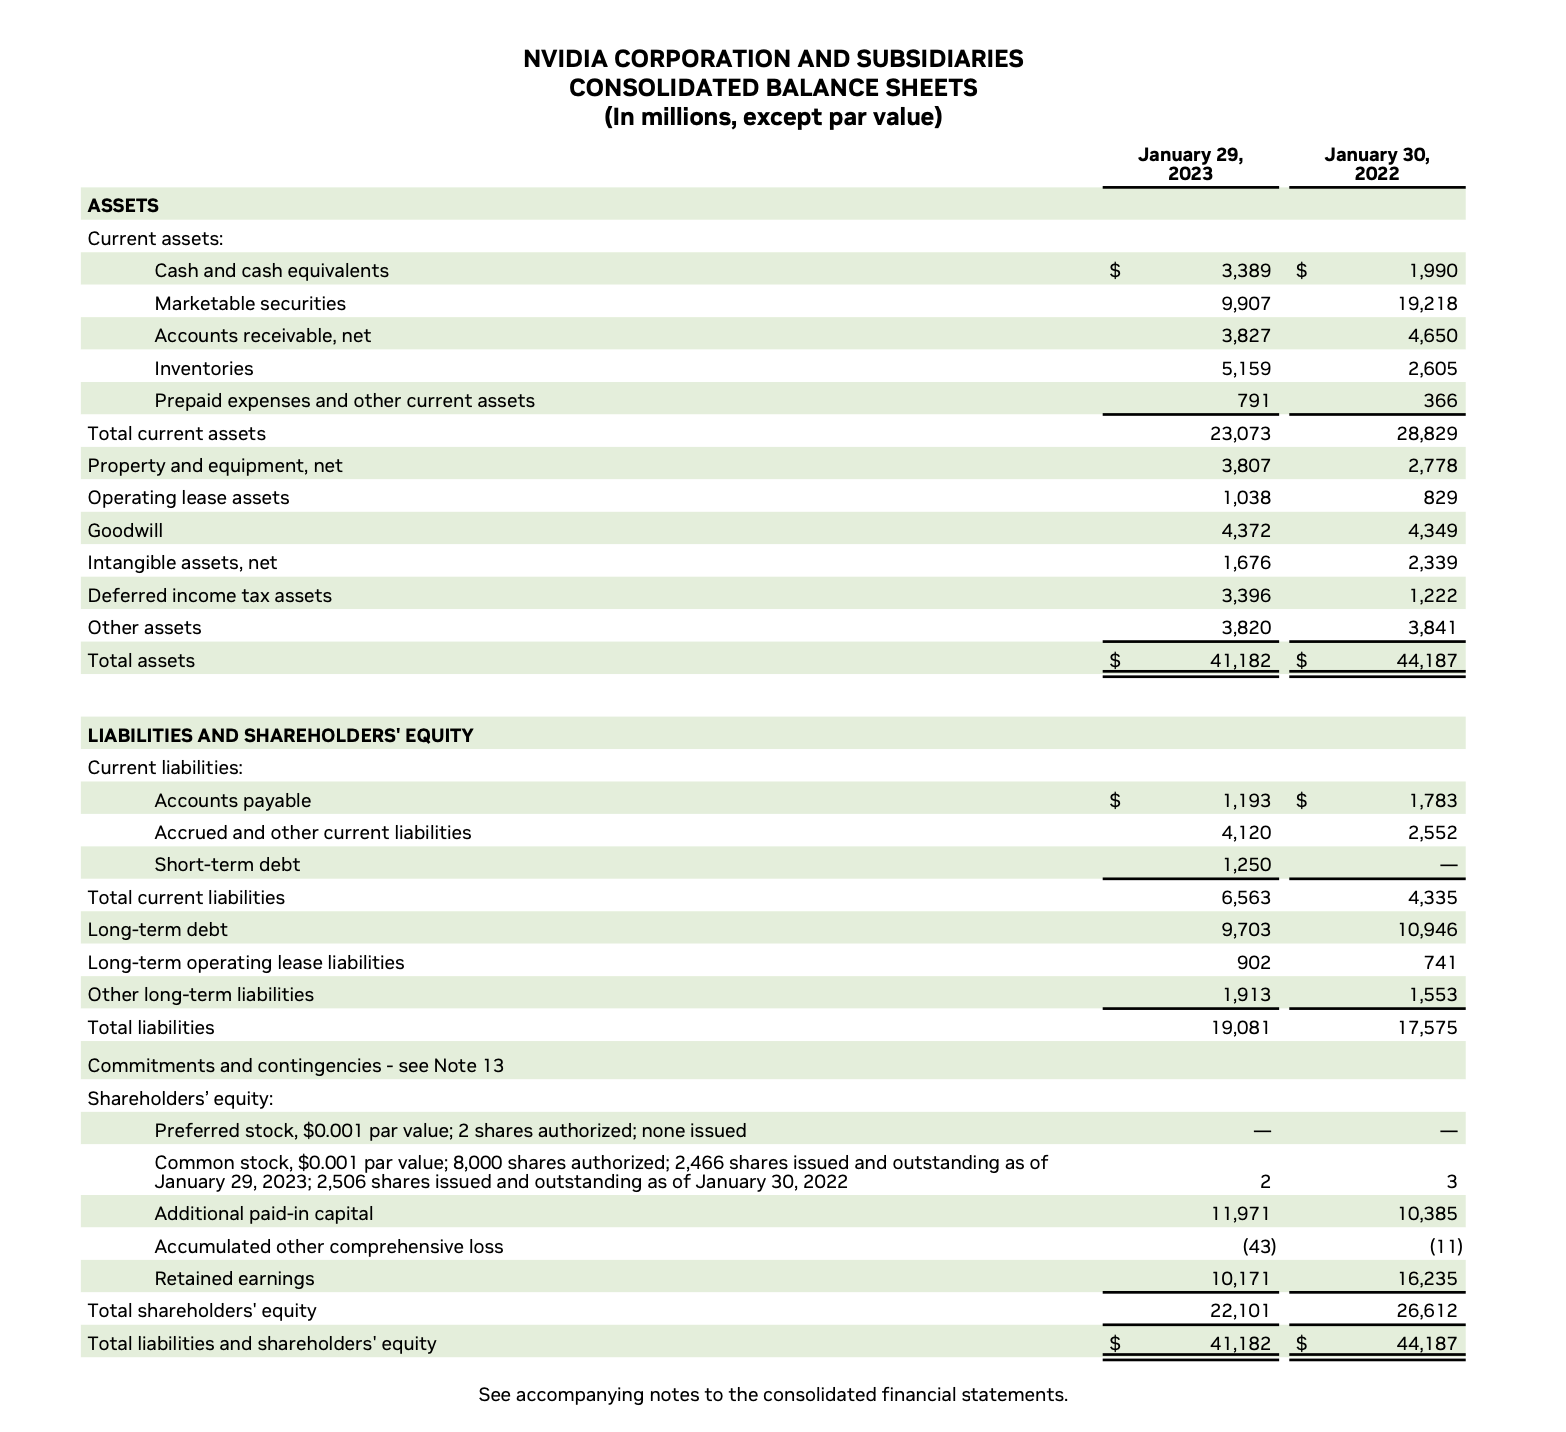 NVIDIA CORPORATION AND SUBSIDIARIES
CONSOLIDATED BALANCE SHEETS
(In millions, except par value)
January 29, 2023 January 30, 2022
ASSETS
Current assets:
Cash and cash equivalents $ 3,389 $ 1,990
Marketable securities 9,907 19,218
Accounts receivable, net 3,827 4,650
Inventories 5,159 2,605
Prepaid expenses and other current assets 791 366
Total current assets 23,073 28,829
Property and equipment, net 3,807 2,778
Operating lease assets 1,038 829
Goodwill 4,372 4,349
Intangible assets, net 1,676 2,339
Deferred income tax assets 3,396 1,222
Other assets 3,820 3,841
Total assets $ 41,182 $ 44,187
LIABILITIES AND SHAREHOLDERS' EQUITY
Current liabilities:
Accounts payable $ 1,193 $ 1,783
Accrued and other current liabilities 4,120 2,552
Short-term debt 1,250 —
Total current liabilities 6,563 4,335
Long-term debt 9,703 10,946
Long-term operating lease liabilities 902 741
Other long-term liabilities 1,913 1,553
Total liabilities 19,081 17,575
Commitments and contingencies - see Note 13
Shareholders’ equity:
Preferred stock, $0.001 par value; 2 shares authorized; none issued — —
Common stock, $0.001 par value; 8,000 shares authorized; 2,466 shares issued and outstanding as of
January 29, 2023; 2,506 shares issued and outstanding as of January 30, 2022 2 3
Additional paid-in capital 11,971 10,385
Accumulated other comprehensive loss (43) (11)
Retained earnings 10,171 16,235
Total shareholders' equity 22,101 26,612
Total liabilities and shareholders' equity $ 41,182 $ 44,187
See accompanying notes to the consolidated financial statements.